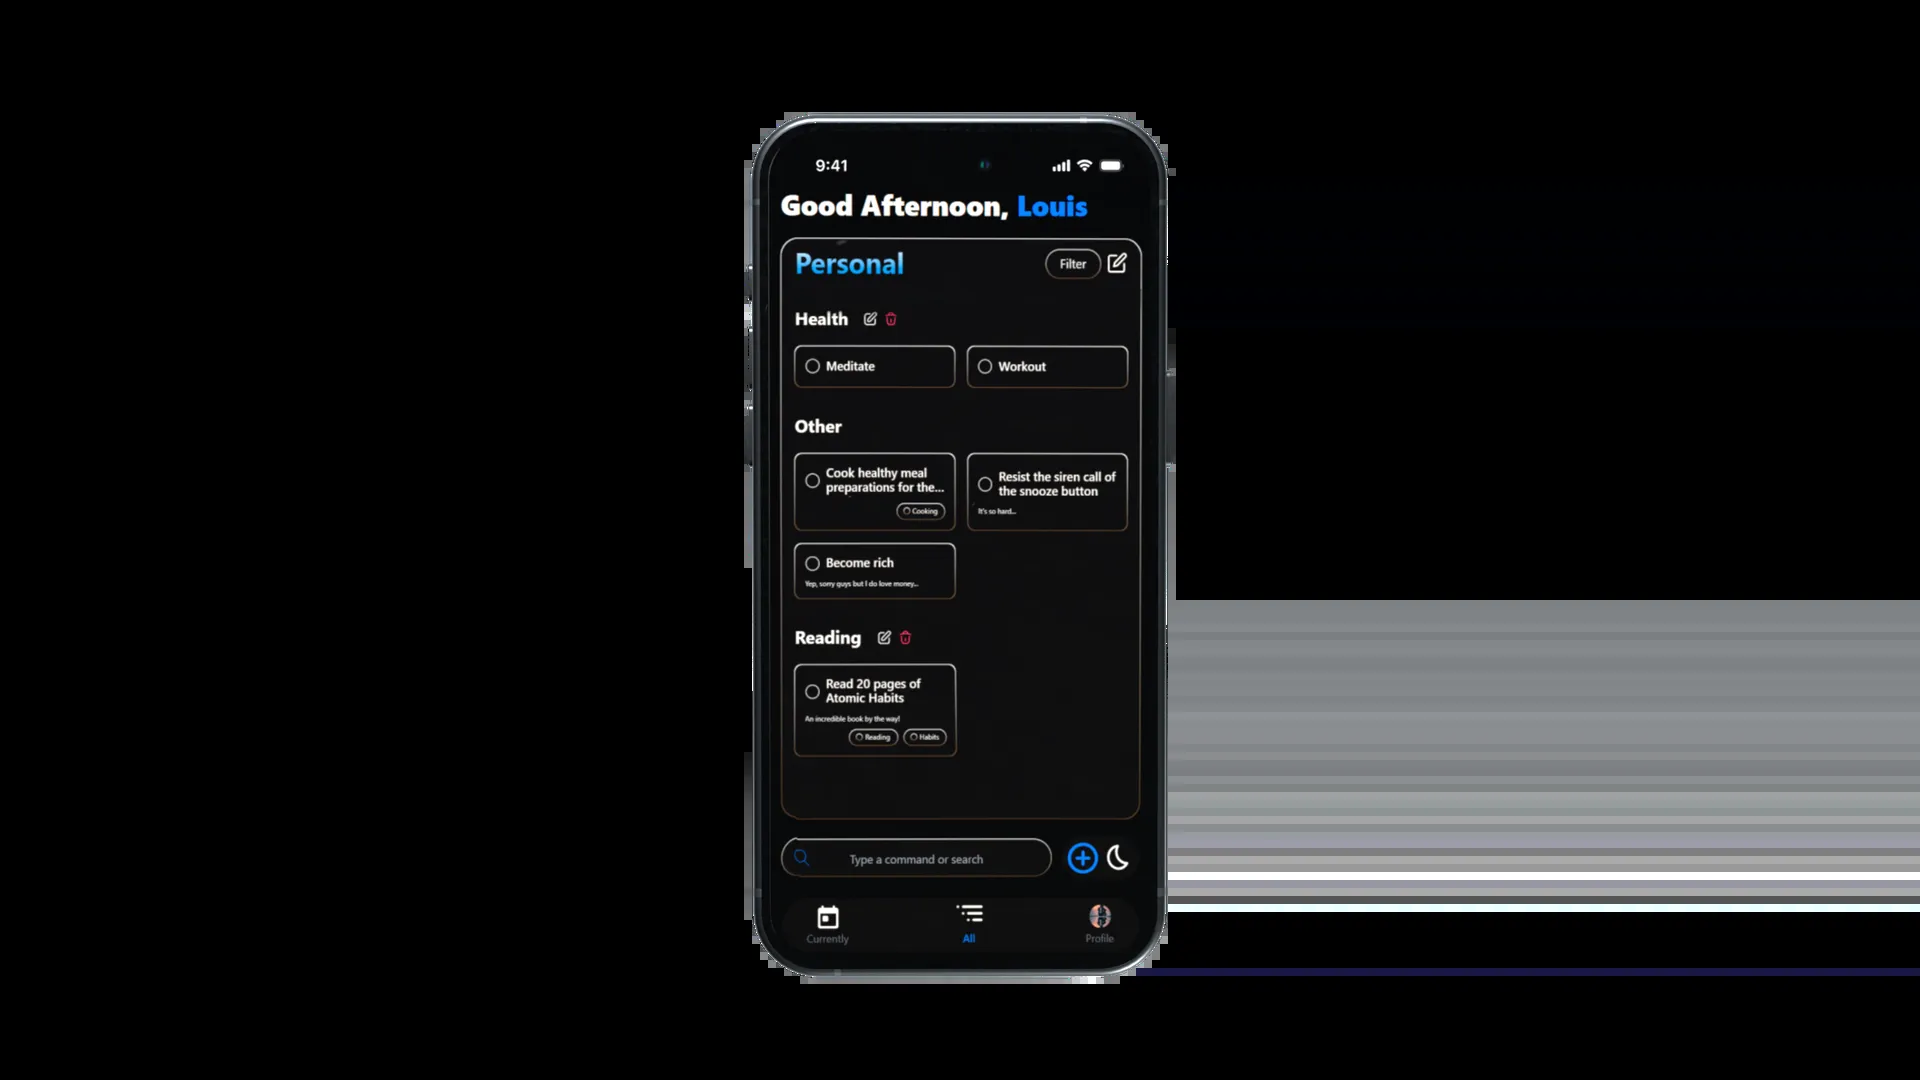 9:41
Good Afternoon, Louis
Personal
Filter
Health
Meditate
Workout
Other
Cook healthy meal
preparations for the...
Cooking
Resist the siren call of
the snooze button
It's so hard...
Become rich
Yep, sorry guys but I do love money...
Reading
Read 20 pages of
Atomic Habits
An incredible book by the way!
Reading
Habits
Type a command or search
Currently
All
Profile